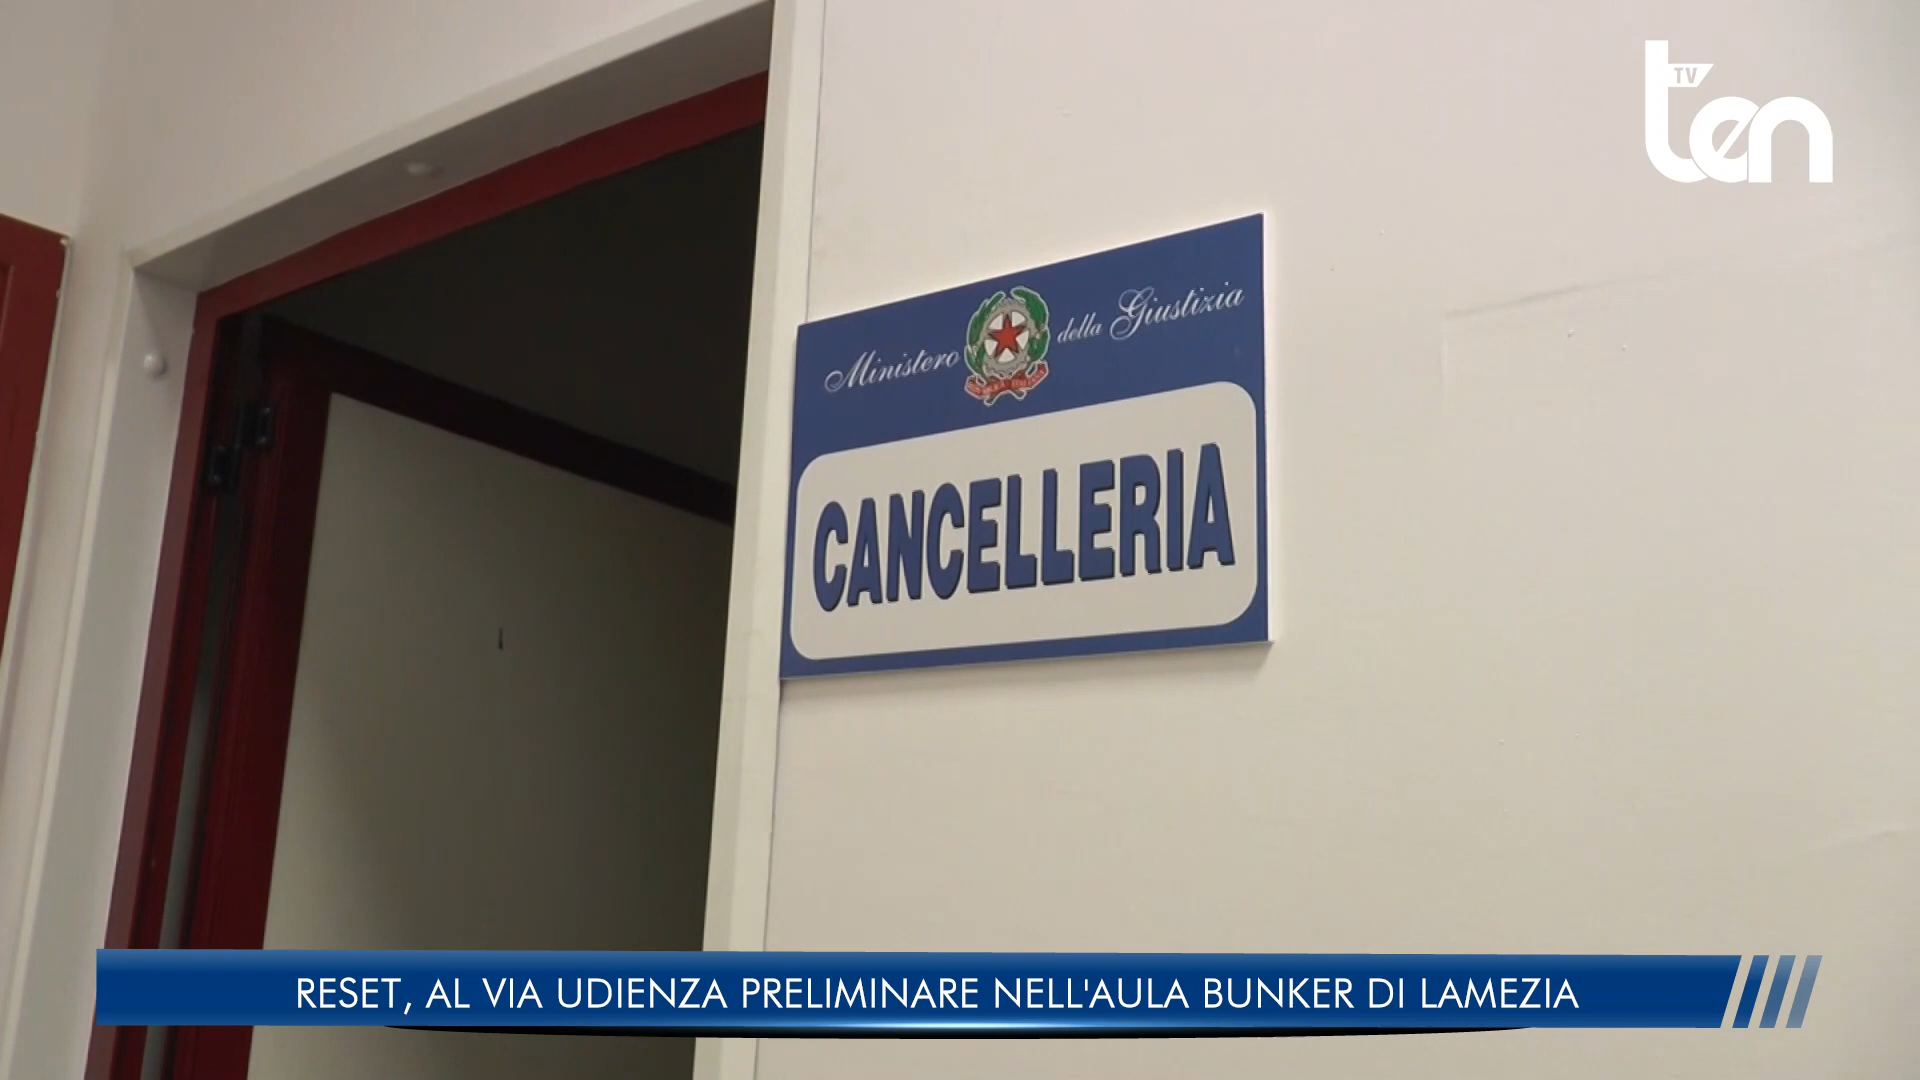 TV
ten
Ministero della Giustizia
CANCELLERIA
RESET, AL VIA UDIENZA PRELIMINARE NELL'AULA BUNKER DI LAMEZIA